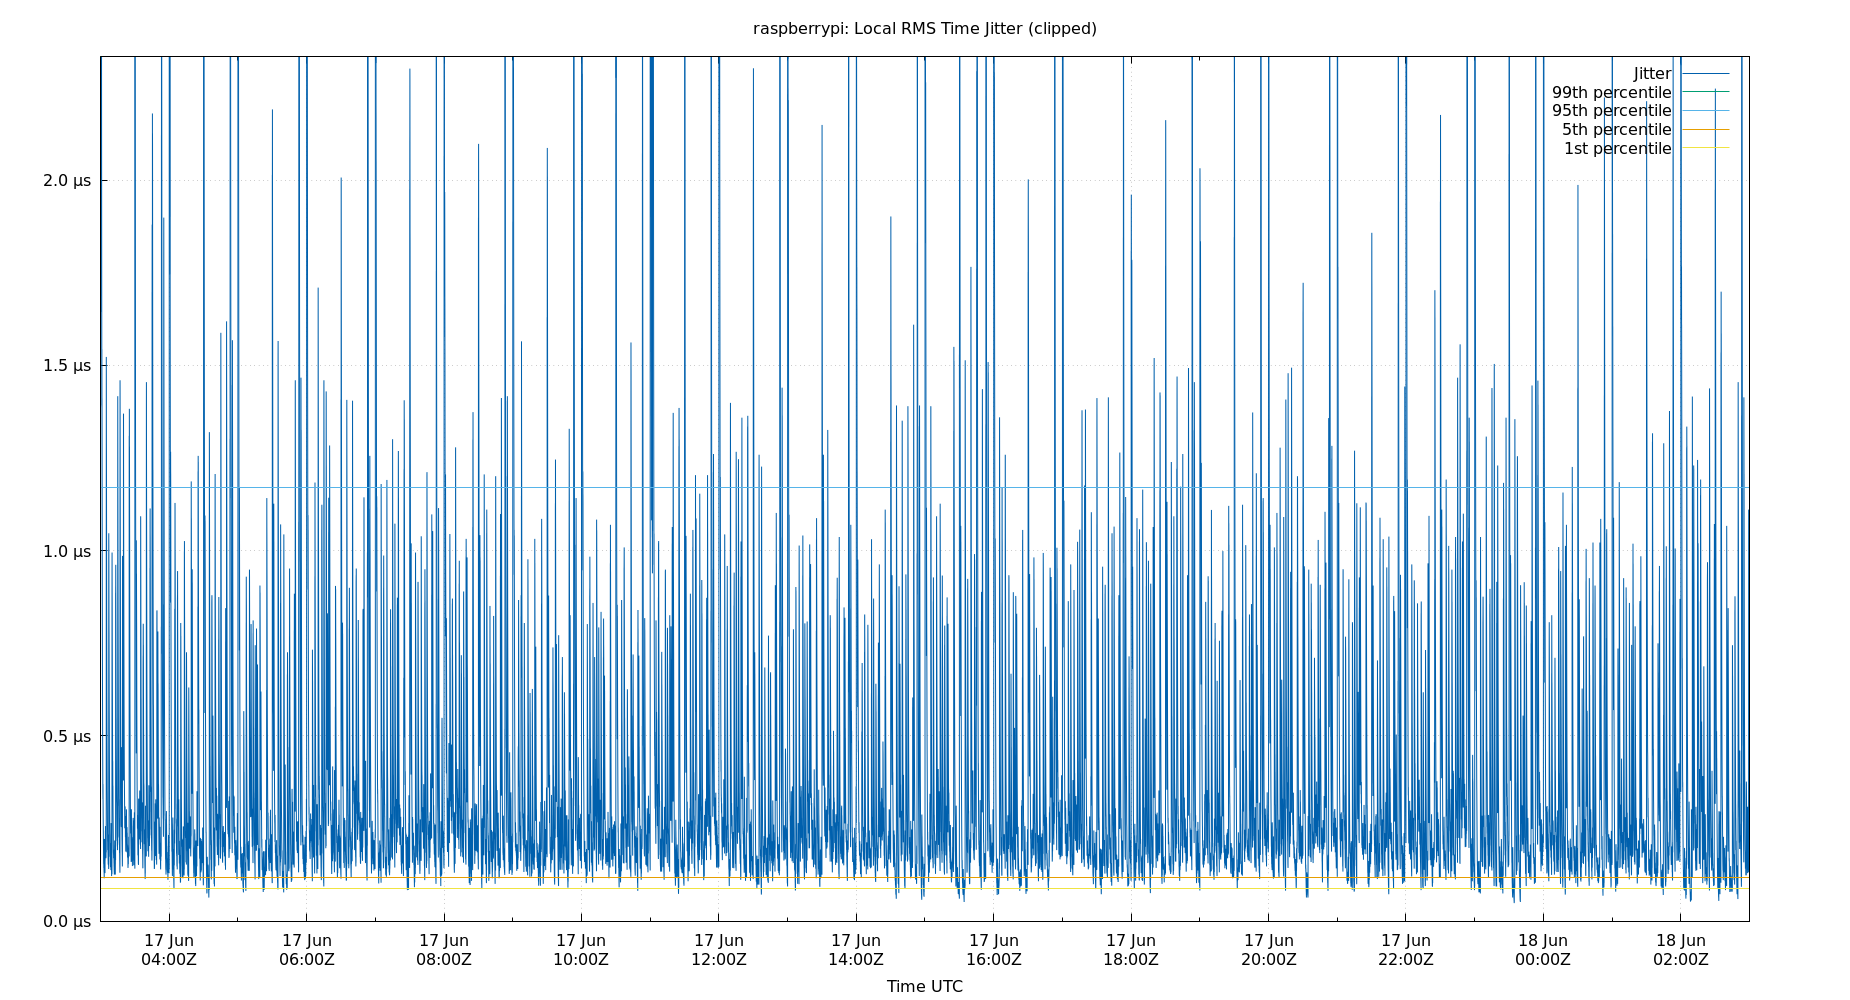 raspberrypi: Local RMS Time Jitter (clipped)
Jitter
99th percentile
95th percentile
5th percentile
1st percentile
2.0 µs
1.5 µs
1.0 µs
0.5 µs
0.0 µs
17 Jun 17 Jun 17 Jun 17 Jun 17 Jun 17 Jun 17 Jun 17 Jun 17 Jun 17 Jun 18 Jun 18 Jun
04:00Z 06:00Z 08:00Z 10:00Z 12:00Z 14:00Z 16:00Z 18:00Z 20:00Z 22:00Z 00:00Z 02:00Z
Time UTC